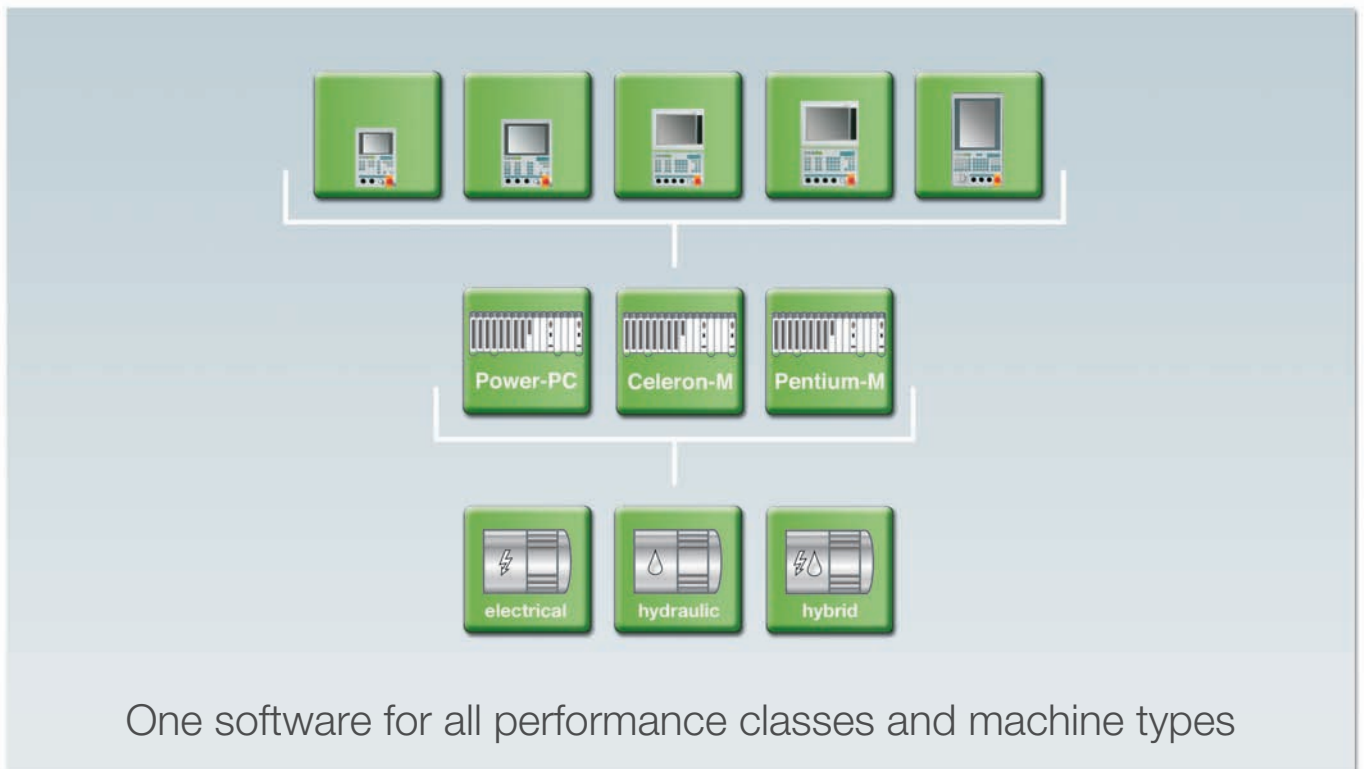 Power-PC
Celeron-M
Pentium-M
electrical
hydraulic
hybrid
One software for all performance classes and machine types